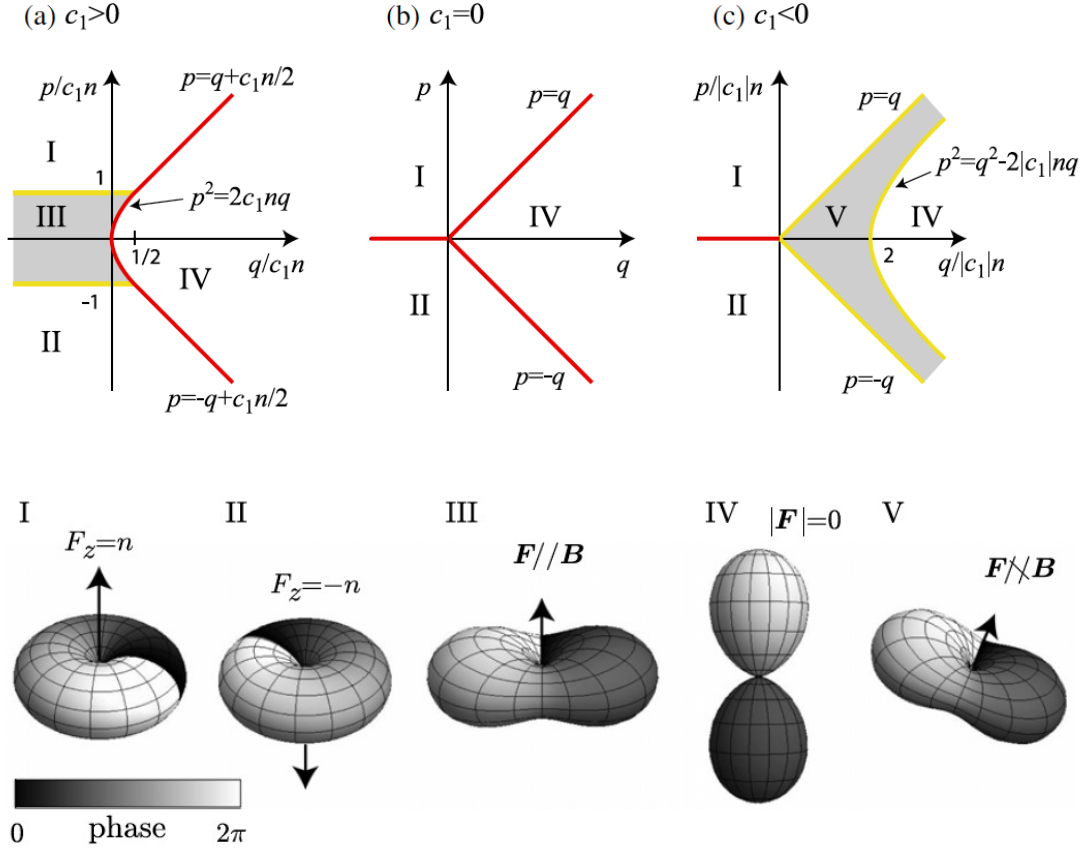 (a) c₁>0
(b) c₁=0
(c) c₁<0
p/c₁n
p=q+c₁n/2
p
p=q
p/|c₁|n
p=q
I
1
p²=2c₁nq
III
1/2
q/c₁n
IV
-1
II
p=-q+c₁n/2
I
IV
q
II
p=-q
I
p²=q²-2|c₁|nq
V
IV
2
q/|c₁|n
II
p=-q
I
F_z=n
II
F_z=−n
III
F//B
IV
|F|=0
V
F∦B
0
phase
2π